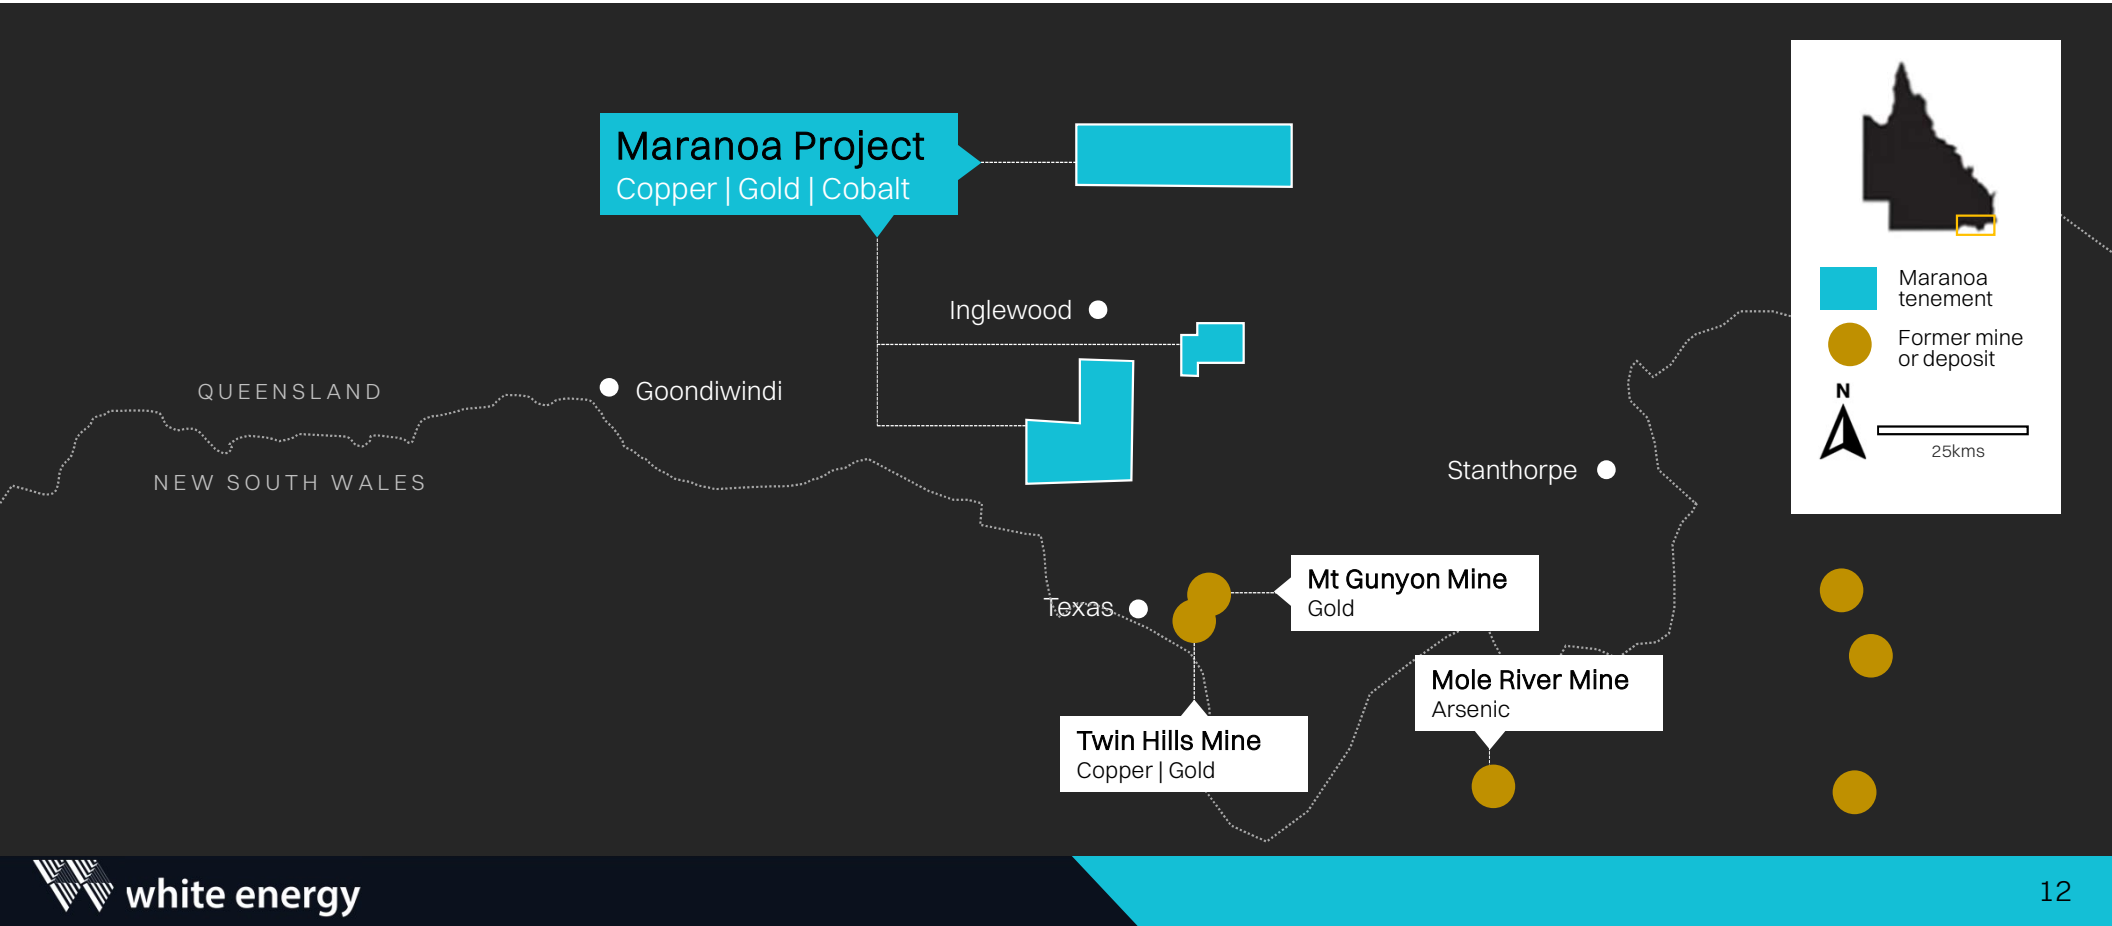 Maranoa Project
Copper | Gold | Cobalt
Inglewood
QUEENSLAND
Goondiwindi
NEW SOUTH WALES
Stanthorpe
Texas
Mt Gunyon Mine
Gold
Mole River Mine
Arsenic
Twin Hills Mine
Copper | Gold
Maranoa
tenement
Former mine
or deposit
N
25kms
white energy
12